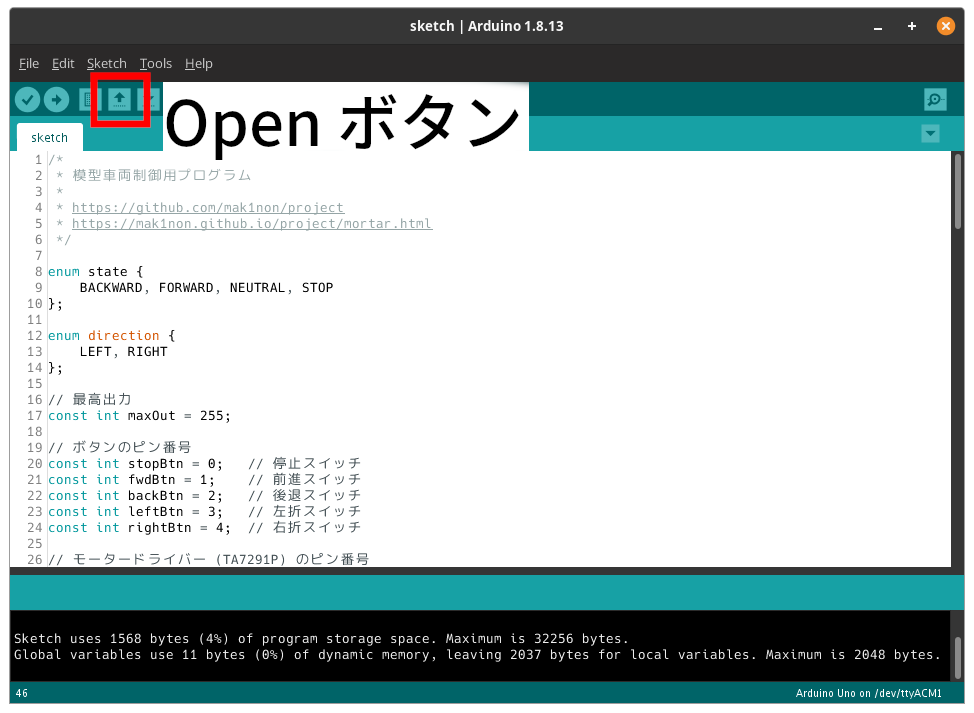 sketch | Arduino 1.8.13
File Edit Sketch Tools Help
Open ボタン
sketch
1 /*
2  * 模型車両制御用プログラム
3  *
4  * https://github.com/mak1non/project
5  * https://mak1non.github.io/project/mortar.html
6  */
7
8 enum state {
9     BACKWARD, FORWARD, NEUTRAL, STOP
10 };
11
12 enum direction {
13     LEFT, RIGHT
14 };
15
16 // 最高出力
17 const int maxOut = 255;
18
19 // ボタンのピン番号
20 const int stopBtn = 0;   // 停止スイッチ
21 const int fwdBtn = 1;    // 前進スイッチ
22 const int backBtn = 2;   // 後退スイッチ
23 const int leftBtn = 3;   // 左折スイッチ
24 const int rightBtn = 4;  // 右折スイッチ
25
26 // モータードライバー (TA7291P) のピン番号
Sketch uses 1568 bytes (4%) of program storage space. Maximum is 32256 bytes.
Global variables use 11 bytes (0%) of dynamic memory, leaving 2037 bytes for local variables. Maximum is 2048 bytes.
46 Arduino Uno on /dev/ttyACM1